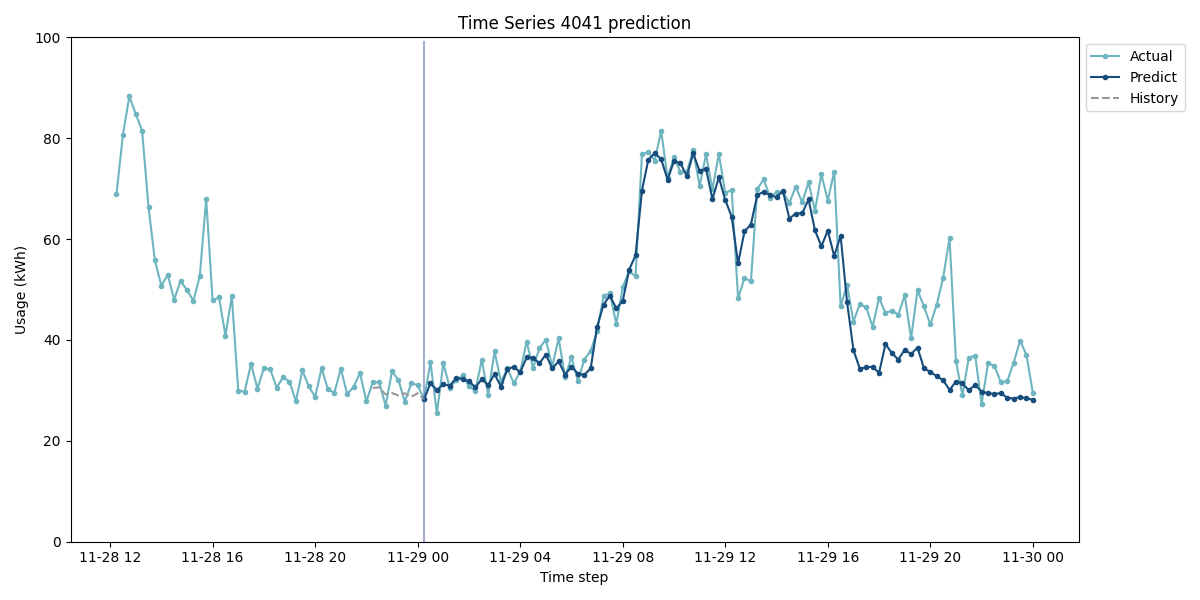 Time Series 4041 prediction
Usage (kWh)
100
80
60
40
20
0
11-28 12
11-28 16
11-28 20
11-29 00
11-29 04
11-29 08
11-29 12
11-29 16
11-29 20
11-30 00
Time step
Actual
Predict
History